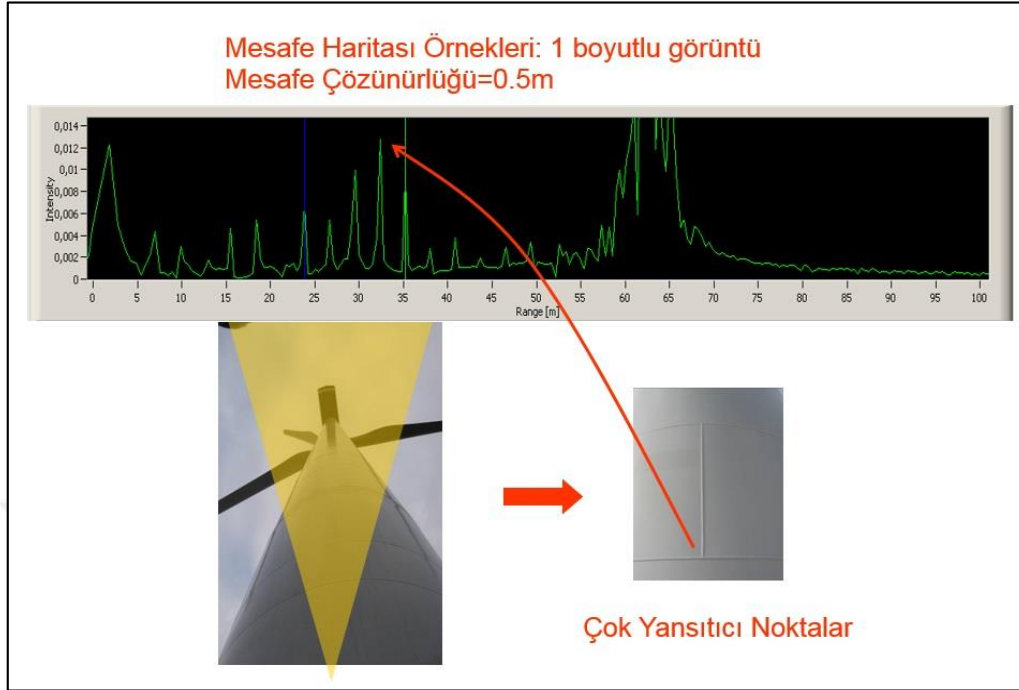 Mesafe Haritası Örnekleri: 1 boyutlu görüntü
Mesafe Çözünürlüğü=0.5m
Intensity
0,014
0,012
0,01
0,008
0,006
0,004
0,002
0
0 5 10 15 20 25 30 35 40 45 50 55 60 65 70 75 80 85 90 95 100
Range [m]
Çok Yansıtıcı Noktalar